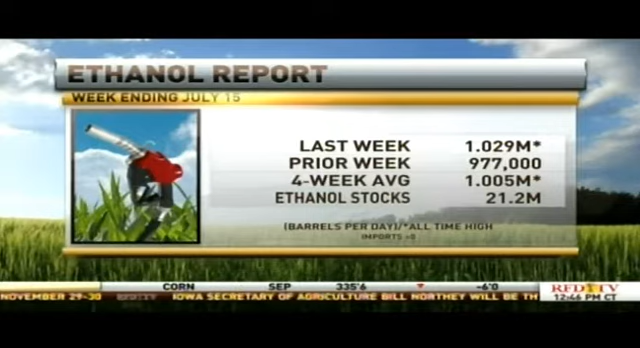 ETHANOL REPORT
WEEK ENDING JULY 15
LAST WEEK 1.029M*
PRIOR WEEK 977,000
4-WEEK AVG 1.005M*
ETHANOL STOCKS 21.2M
(BARRELS PER DAY)/*ALL TIME HIGH
IMPORTS =0
CORN SEP 335'6 ▼ -6'0
RFD TV
NOVEMBER 29-30 RFDTV IOWA SECRETARY OF AGRICULTURE BILL NORTHEY WILL BE TH
12:46 PM CT